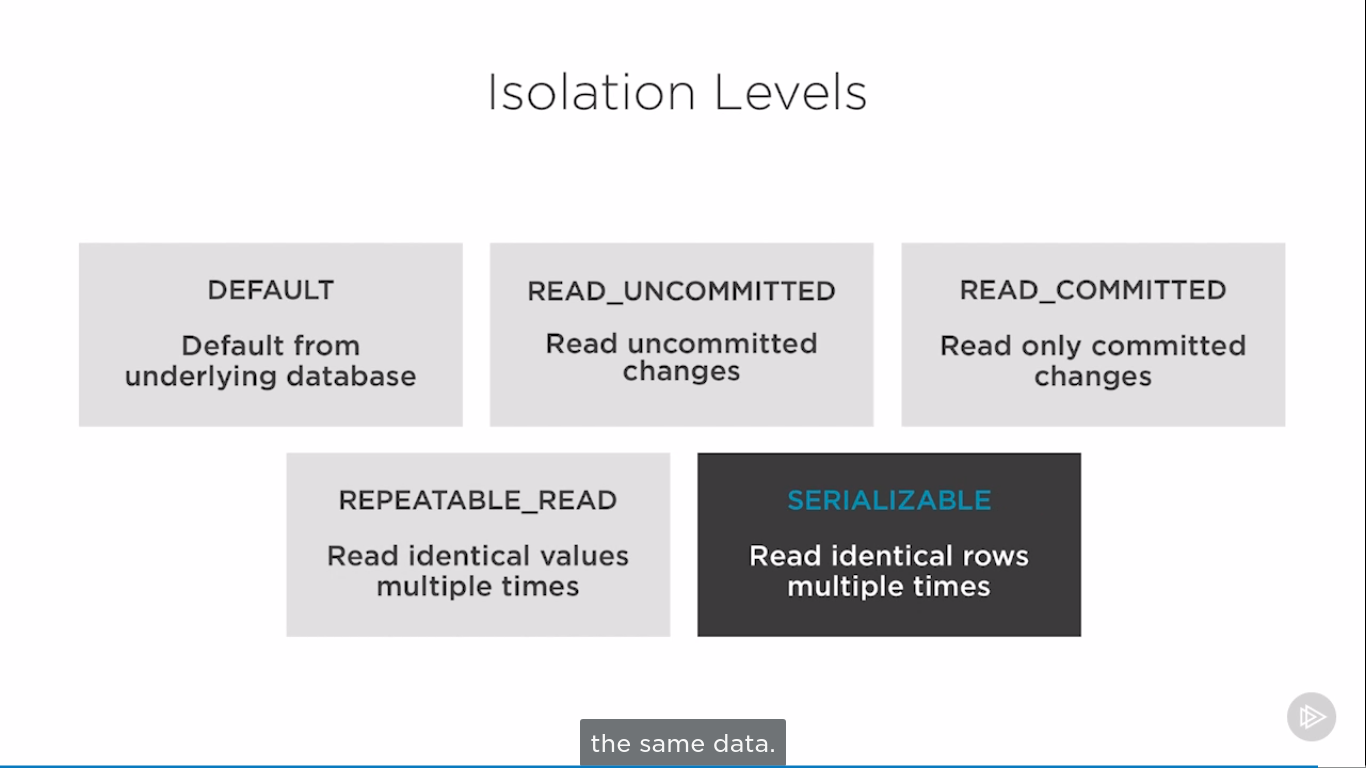 Isolation Levels
DEFAULT
Default from
underlying database
READ_UNCOMMITTED
Read uncommitted
changes
READ_COMMITTED
Read only committed
changes
REPEATABLE_READ
Read identical values
multiple times
SERIALIZABLE
Read identical rows
multiple times
the same data.